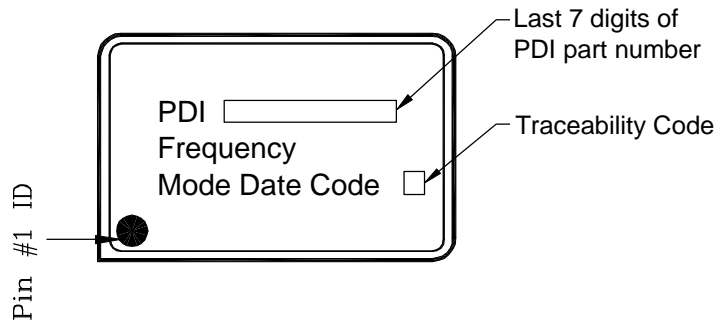 Last 7 digits of
PDI part number
PDI
Traceability Code
Frequency
Mode Date Code
Pin #1 ID